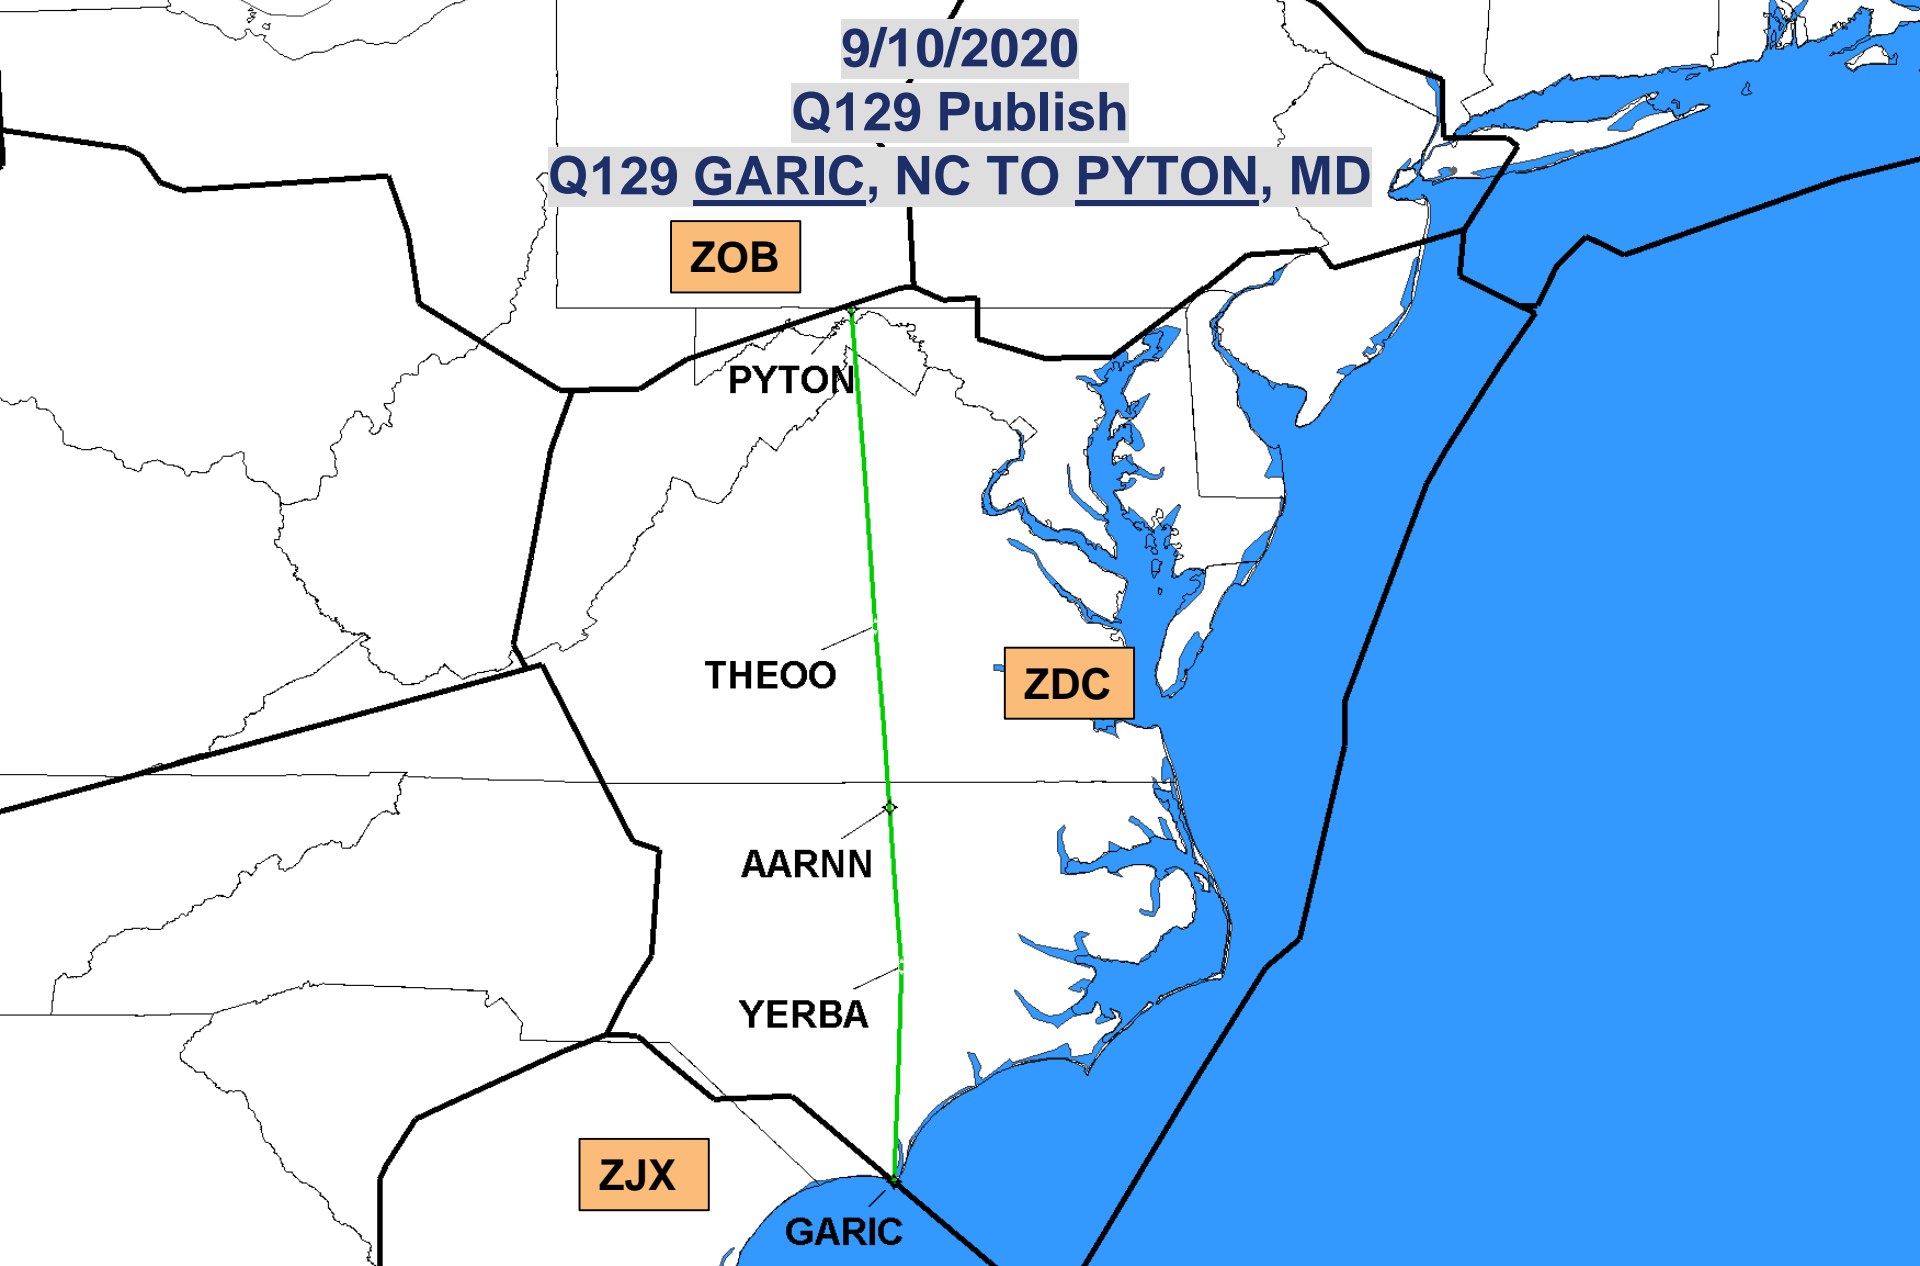 9/10/2020
Q129 Publish
Q129 GARIC, NC TO PYTON, MD
ZOB
PYTON
THEOO
ZDC
AARNN
YERBA
ZJX
GARIC